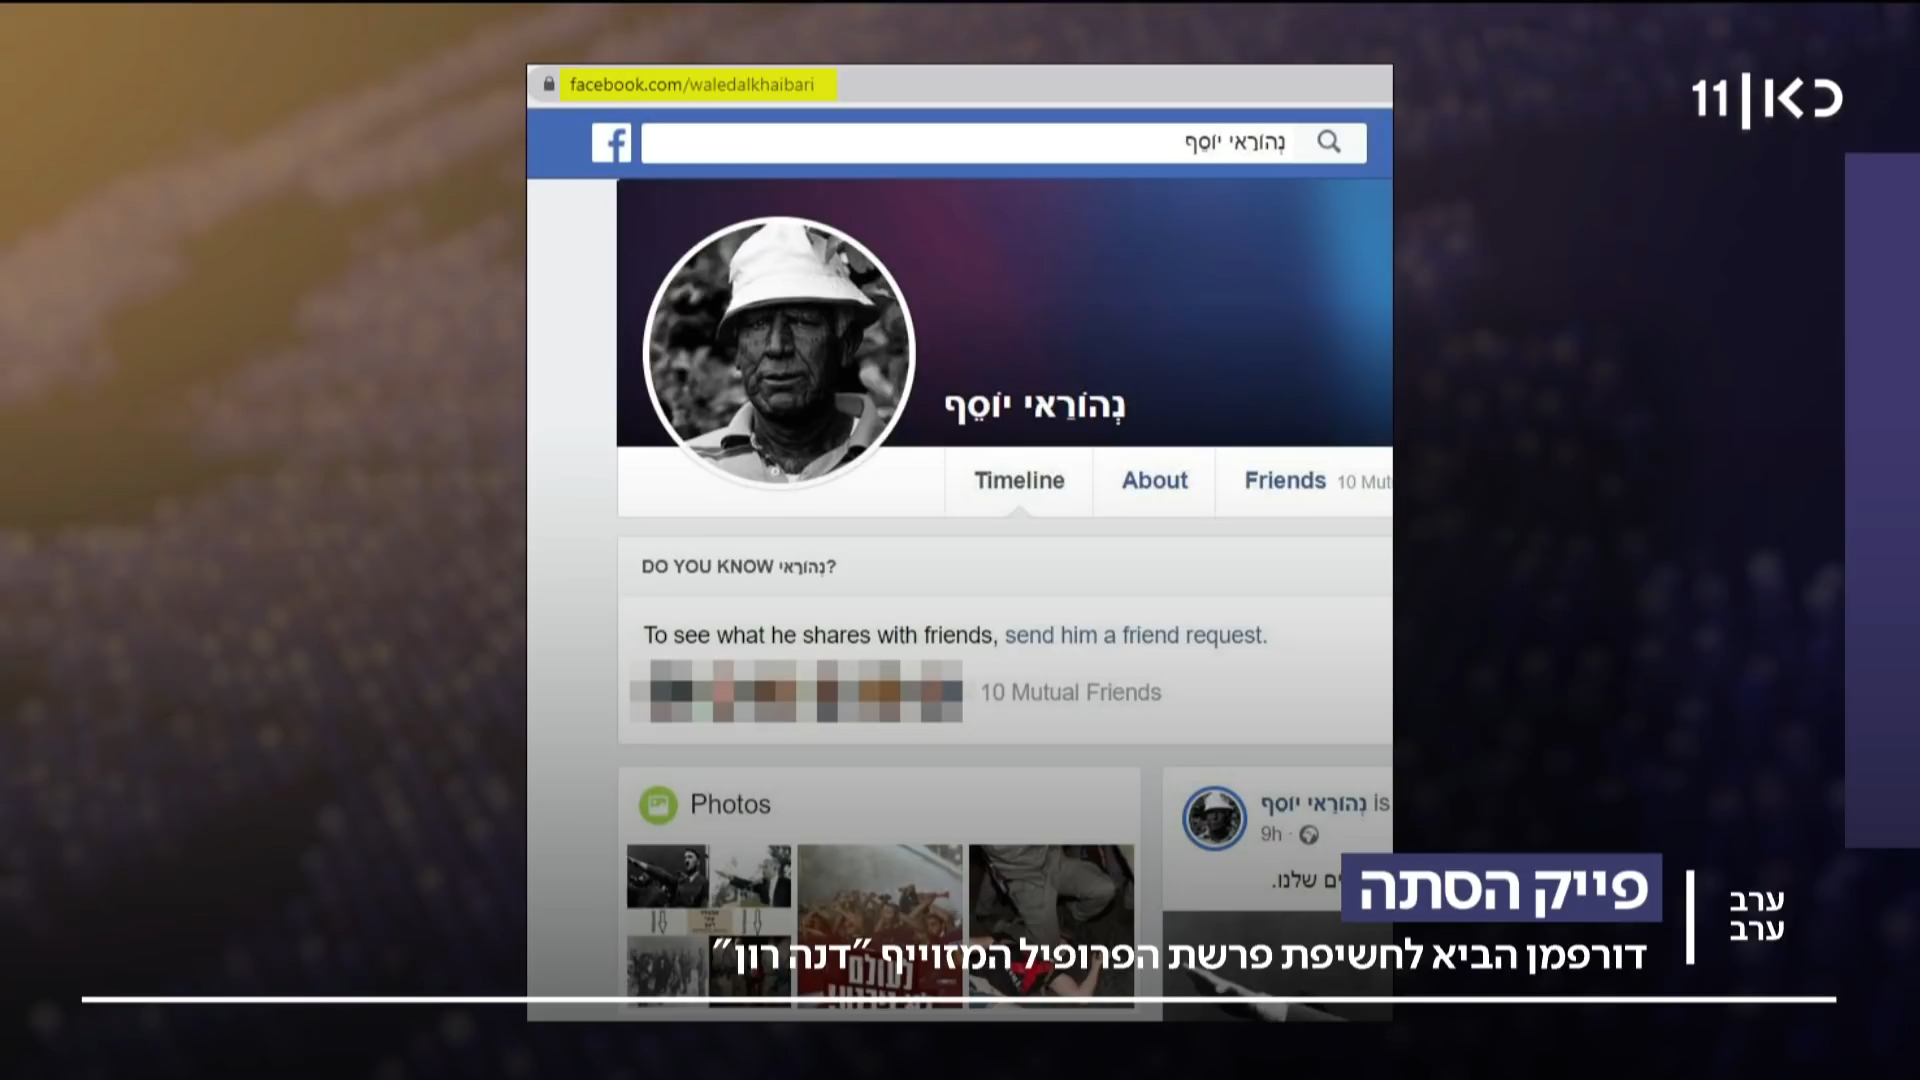 facebook.com/waledalkhaibari
כאן 11
נְהוֹרַאי יוֹסֵף
נְהוֹרַאי יוֹסֵף
Timeline
About
Friends 10 Mut
DO YOU KNOW נְהוֹרַאי?
To see what he shares with friends, send him a friend request.
10 Mutual Friends
Photos
נְהוֹרַאי יוֹסֵף is
9h
ים שלנו.
פייק הסתה
דורפמן הביא לחשיפת פרשת הפרופיל המזוייף "דנה רון"
ערב
ערב